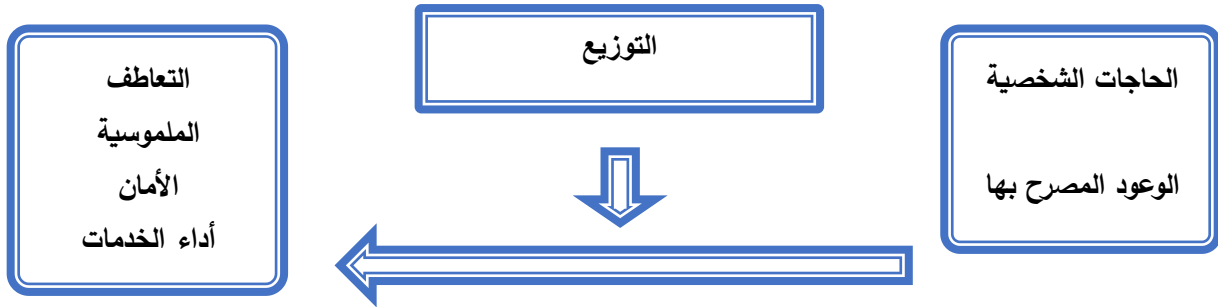 الحاجات الشخصية
الوعود المصرح بها
التوزيع
التعاطف
الملموسية
الأمان
أداء الخدمات